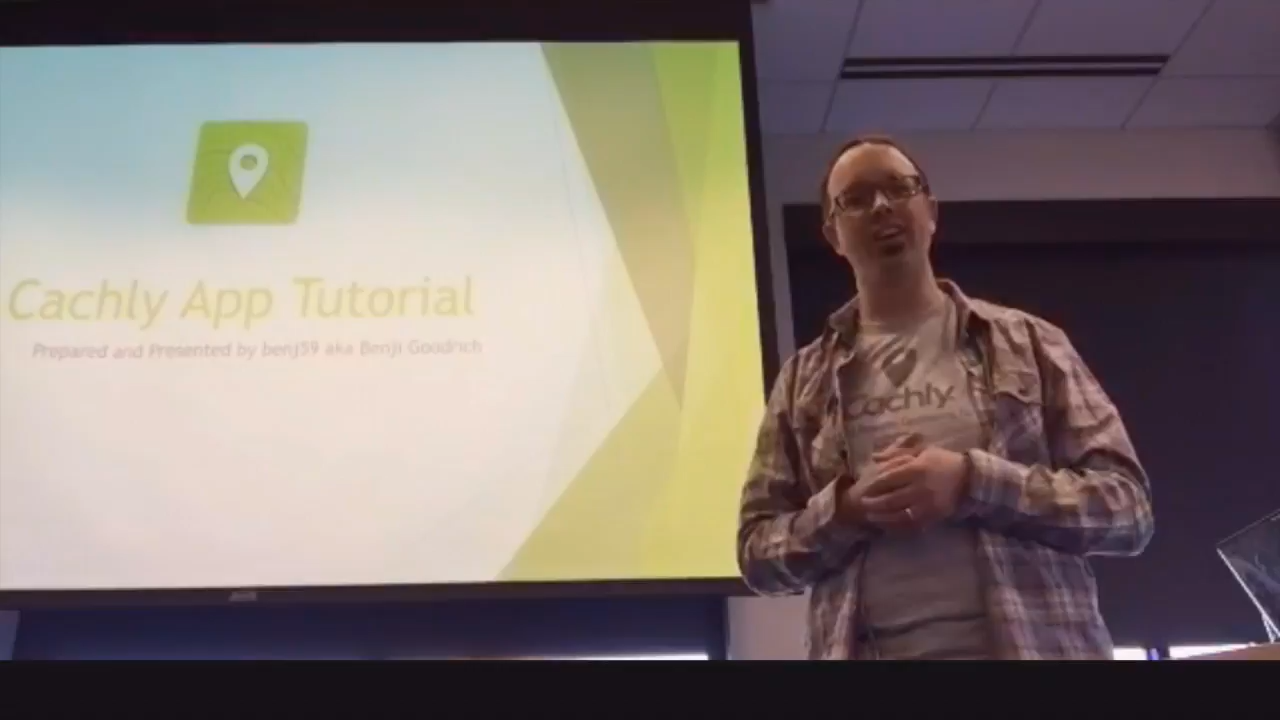 Cachly App Tutorial
Prepared and Presented by benj59 aka Benji Goodrich
Cachly